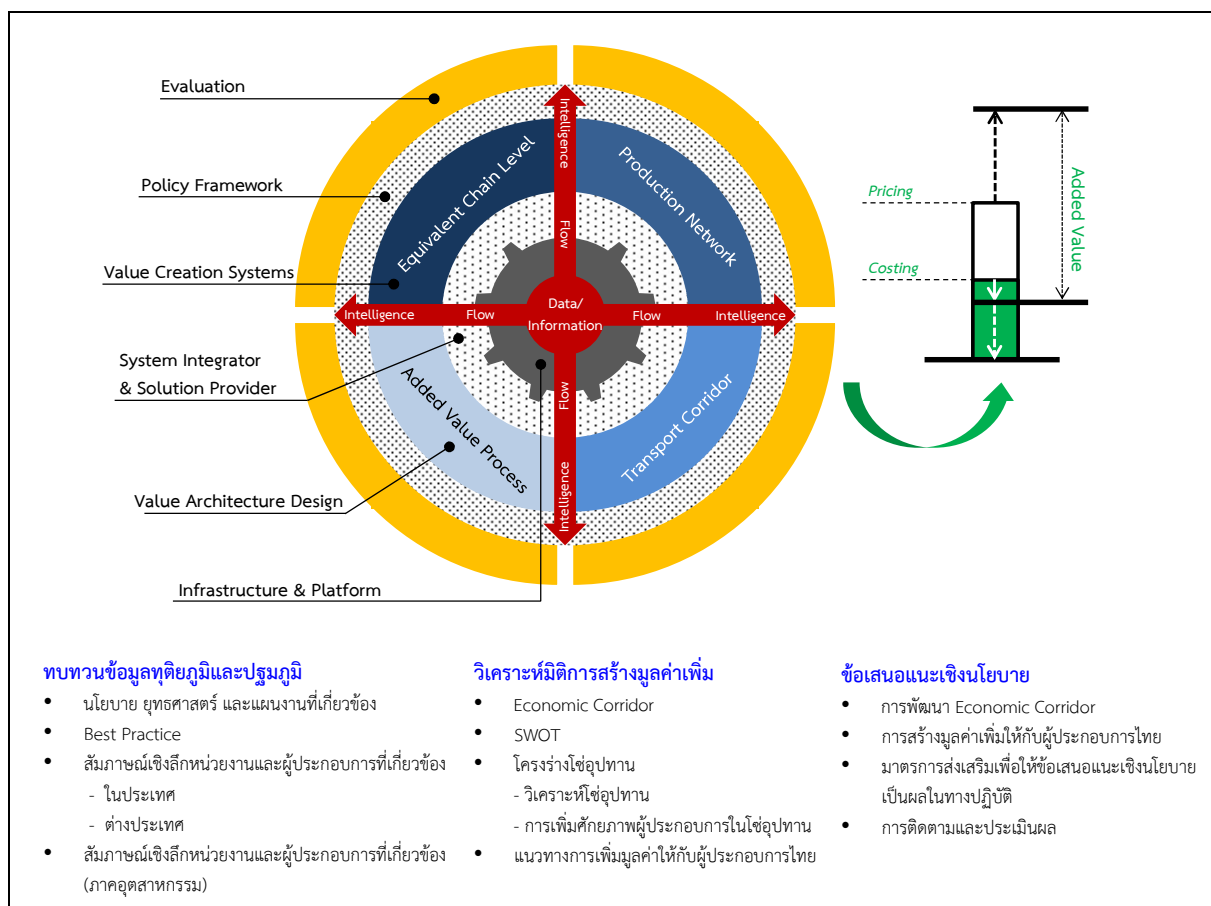 Evaluation
Policy Framework
Value Creation Systems
System Integrator
& Solution Provider
Value Architecture Design
Infrastructure & Platform
Equivalent Chain Level
Production Network
Added Value Process
Transport Corridor
Intelligence
Flow
Intelligence
Flow
Data/
Information
Flow
Intelligence
Flow
Intelligence
Pricing
Costing
Added Value
ทบทวนข้อมูลทุติยภูมิและปฐมภูมิ
• นโยบาย ยุทธศาสตร์ และแผนงานที่เกี่ยวข้อง
• Best Practice
• สัมภาษณ์เชิงลึกหน่วยงานและผู้ประกอบการที่เกี่ยวข้อง
- ในประเทศ
- ต่างประเทศ
• สัมภาษณ์เชิงลึกหน่วยงานและผู้ประกอบการที่เกี่ยวข้อง
(ภาคอุตสาหกรรม)
วิเคราะห์มิติการสร้างมูลค่าเพิ่ม
• Economic Corridor
• SWOT
• โครงร่างโซ่อุปทาน
- วิเคราะห์โซ่อุปทาน
- การเพิ่มศักยภาพผู้ประกอบการในโซ่อุปทาน
• แนวทางการเพิ่มมูลค่าให้กับผู้ประกอบการไทย
ข้อเสนอแนะเชิงนโยบาย
• การพัฒนา Economic Corridor
• การสร้างมูลค่าเพิ่มให้กับผู้ประกอบการไทย
• มาตรการส่งเสริมเพื่อให้ข้อเสนอแนะเชิงนโยบาย
เป็นผลในทางปฏิบัติ
• การติดตามและประเมินผล